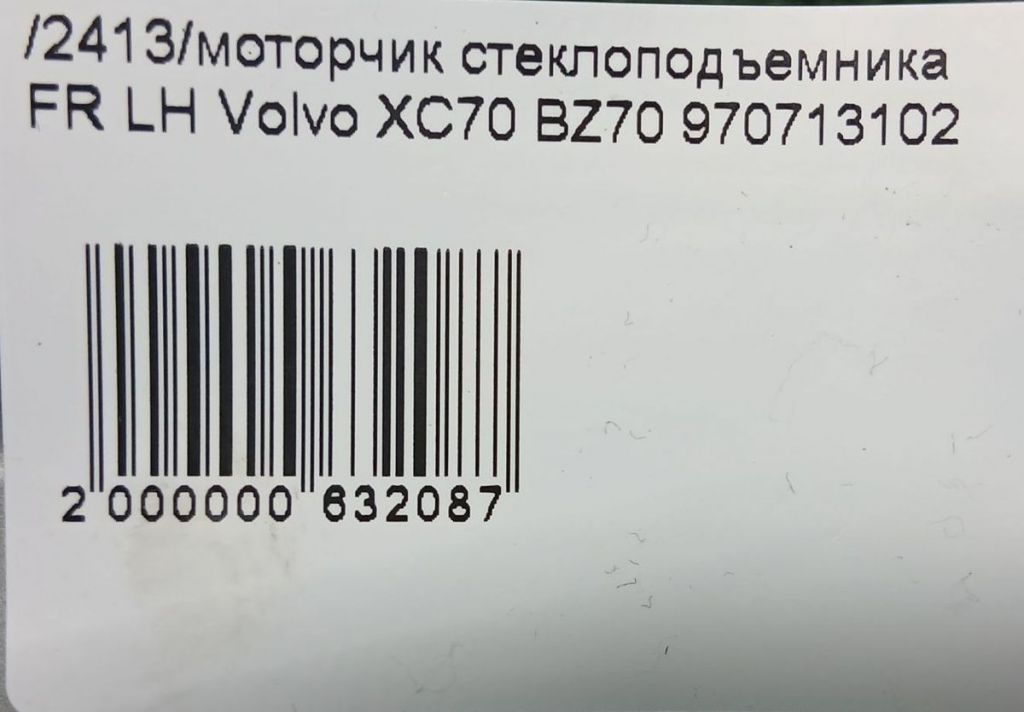 /2413/моторчик стеклоподъемника
FR LH Volvo XC70 BZ70 970713102
2 000000 632087